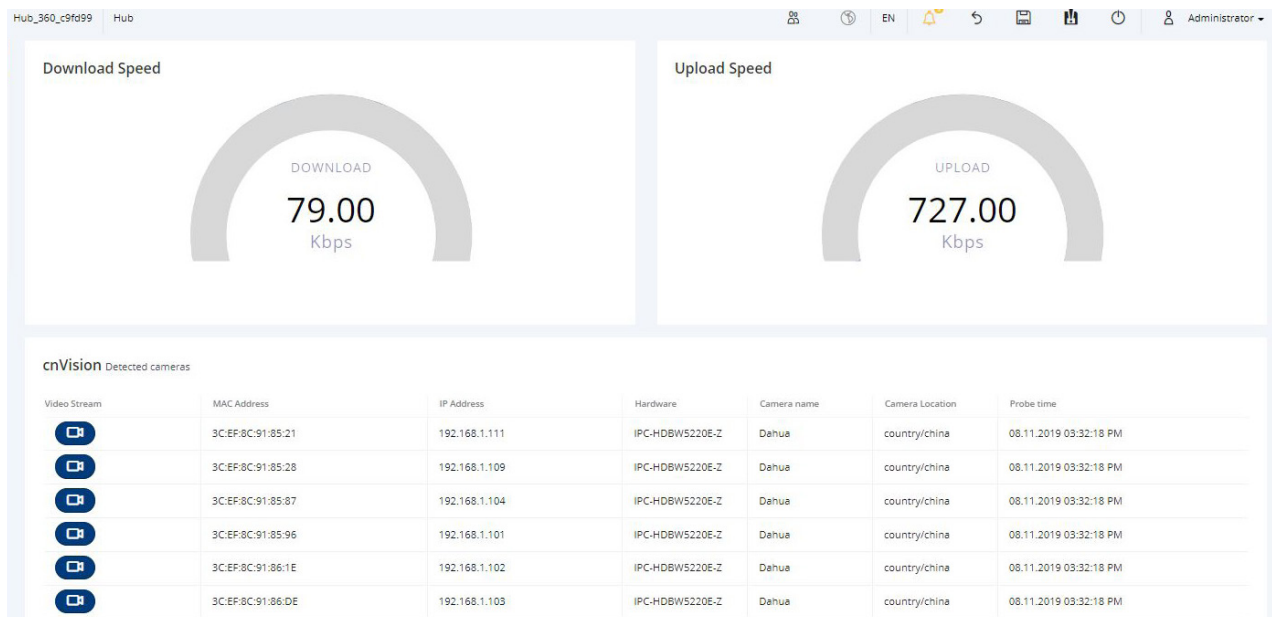 Hub_360_c9fd99 Hub EN Administrator
Download Speed
Upload Speed
DOWNLOAD
79.00
Kbps
UPLOAD
727.00
Kbps
cnVision Detected cameras
Video Stream MAC Address IP Address Hardware Camera name Camera Location Probe time
3C:EF:8C:91:85:21 192.168.1.111 IPC-HDBW5220E-Z Dahua country/china 08.11.2019 03:32:18 PM
3C:EF:8C:91:85:28 192.168.1.109 IPC-HDBW5220E-Z Dahua country/china 08.11.2019 03:32:18 PM
3C:EF:8C:91:85:87 192.168.1.104 IPC-HDBW5220E-Z Dahua country/china 08.11.2019 03:32:18 PM
3C:EF:8C:91:85:96 192.168.1.101 IPC-HDBW5220E-Z Dahua country/china 08.11.2019 03:32:18 PM
3C:EF:8C:91:86:1E 192.168.1.102 IPC-HDBW5220E-Z Dahua country/china 08.11.2019 03:32:18 PM
3C:EF:8C:91:86:DE 192.168.1.103 IPC-HDBW5220E-Z Dahua country/china 08.11.2019 03:32:18 PM